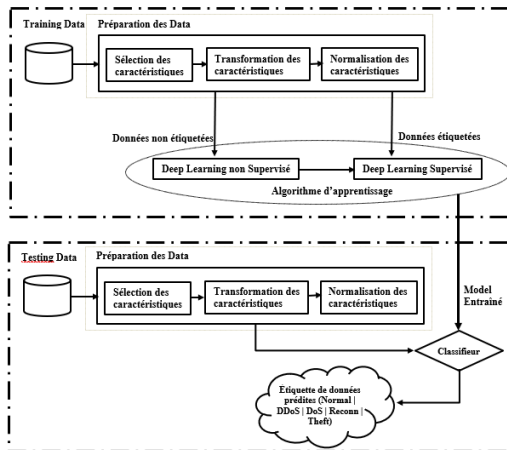 Training Data
Préparation des Data
Sélection des
caractéristiques
Transformation des
caractéristiques
Normalisation des
caractéristiques
Données non étiquetées
Données étiquetées
Deep Learning non Supervisé
Deep Learning Supervisé
Algorithme d'apprentissage
Testing Data
Préparation des Data
Sélection des
caractéristiques
Transformation des
caractéristiques
Normalisation des
caractéristiques
Model
Entraîné
Classifieur
Etiquette de données
prédites (Normal |
DDoS | DoS | Reconn |
Theft)